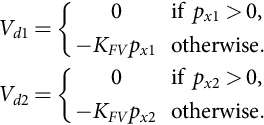 V_{d1} = { 0 if p_{x1} > 0,
−K_{FV}p_{x1} otherwise.
V_{d2} = { 0 if p_{x2} > 0,
−K_{FV}p_{x2} otherwise.